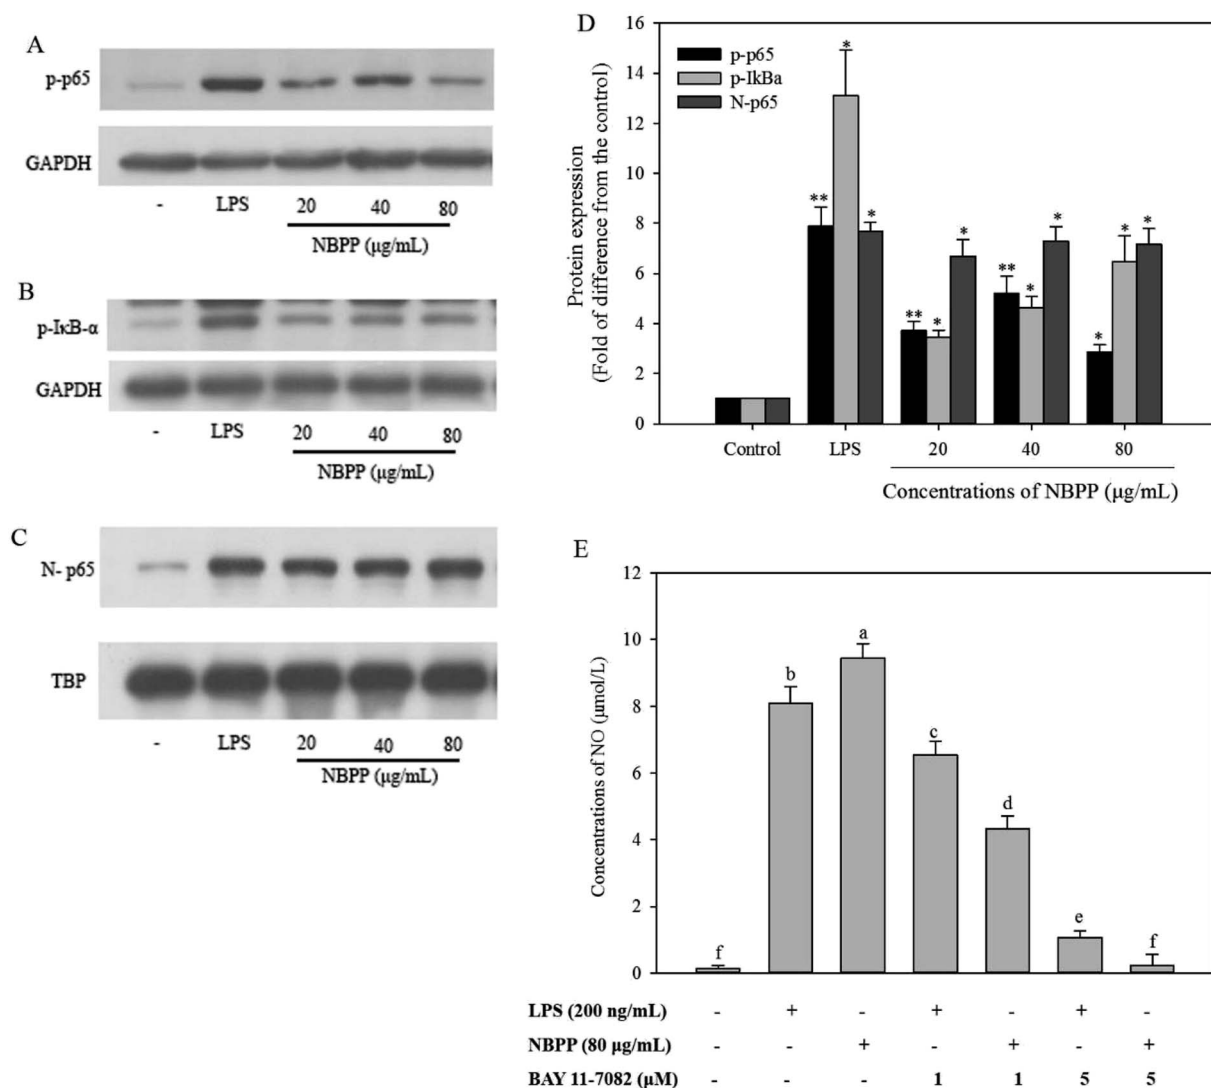 A
p-p65
GAPDH
- LPS 20 40 80
NBPP (μg/mL)
B
p-IκB-α
GAPDH
- LPS 20 40 80
NBPP (μg/mL)
C
N- p65
TBP
- LPS 20 40 80
NBPP (μg/mL)
D
Protein expression
(Fold of difference from the control)
16
14
12
10
8
6
4
2
0
p-p65
p-IkBa
N-p65
** * *
** * *
** * *
* * *
Control LPS 20 40 80
Concentrations of NBPP (μg/mL)
E
Concentrations of NO (μmol/L)
12
10
8
6
4
2
0
f b a c d e f
LPS (200 ng/mL) - + - + - + -
NBPP (80 μg/mL) - - + - + - +
BAY 11-7082 (μM) - - - 1 1 5 5